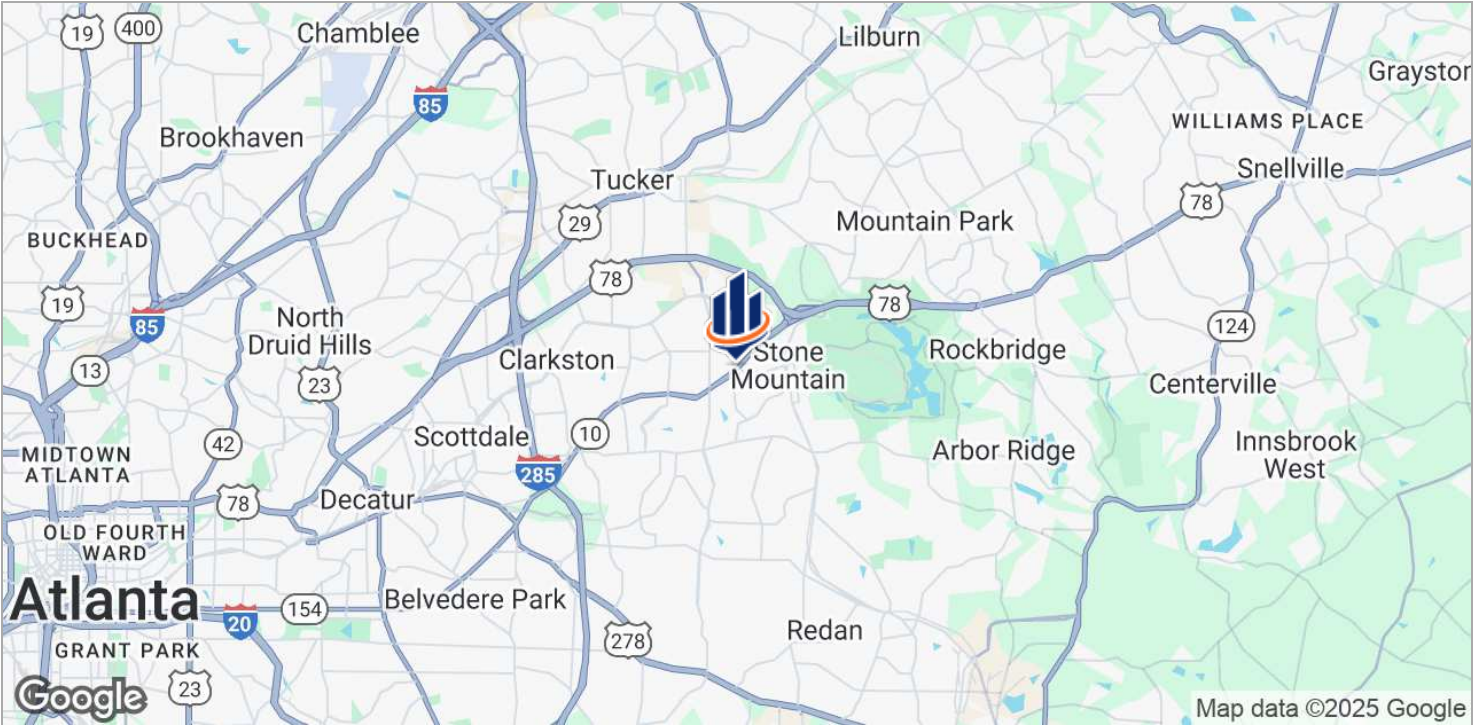 19
400
Chamblee
Lilburn
Grayston
85
WILLIAMS PLACE
Brookhaven
Snellville
Tucker
78
29
Mountain Park
BUCKHEAD
78
78
19
85
North
Druid Hills
124
Clarkston
Stone
Mountain
Rockbridge
13
23
Centerville
10
42
Scottdale
MIDTOWN
ATLANTA
Arbor Ridge
Innsbrook
West
285
78
Decatur
OLD FOURTH
WARD
Atlanta
154
Belvedere Park
20
278
Redan
GRANT PARK
23
Google
Map data ©2025 Google